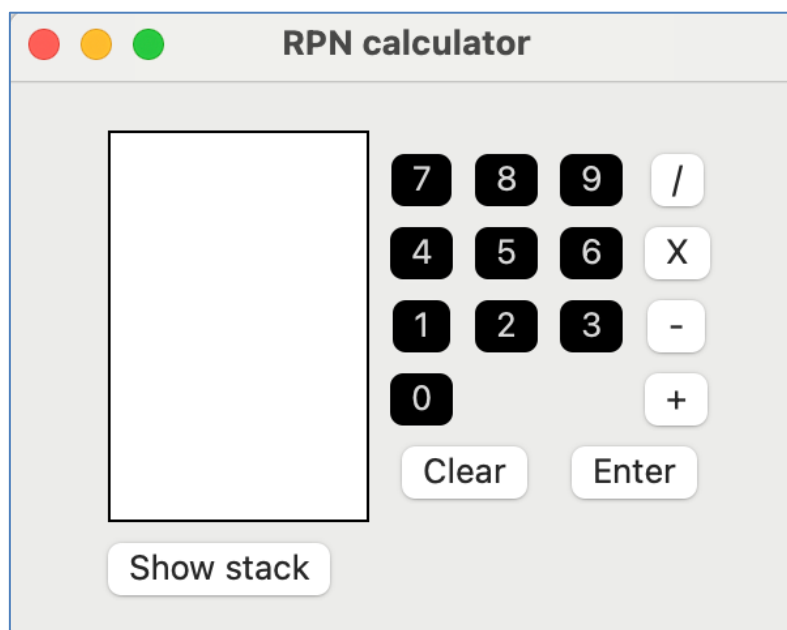 RPN calculator
7 8 9 /
4 5 6 X
1 2 3 -
0 +
Clear Enter
Show stack